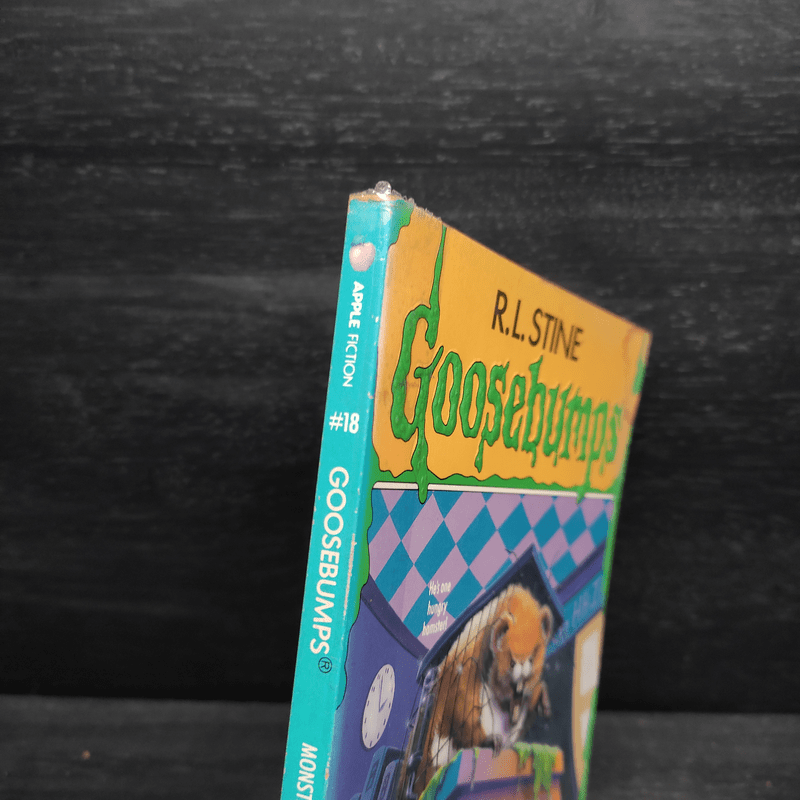 APPLE FICTION
#18
GOOSEBUMPS®
MONST
R.L. STINE
Goosebumps
He's one
hungry
hamster!